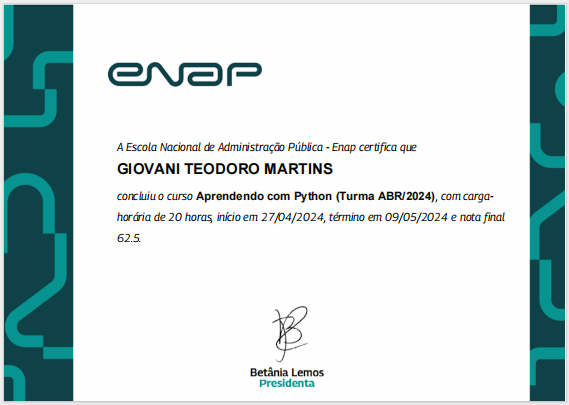 enap
A Escola Nacional de Administração Pública - Enap certifica que
GIOVANI TEODORO MARTINS
concluiu o curso Aprendendo com Python (Turma ABR/2024), com carga-
horária de 20 horas, início em 27/04/2024, término em 09/05/2024 e nota final
62.5.
Betânia Lemos
Presidenta